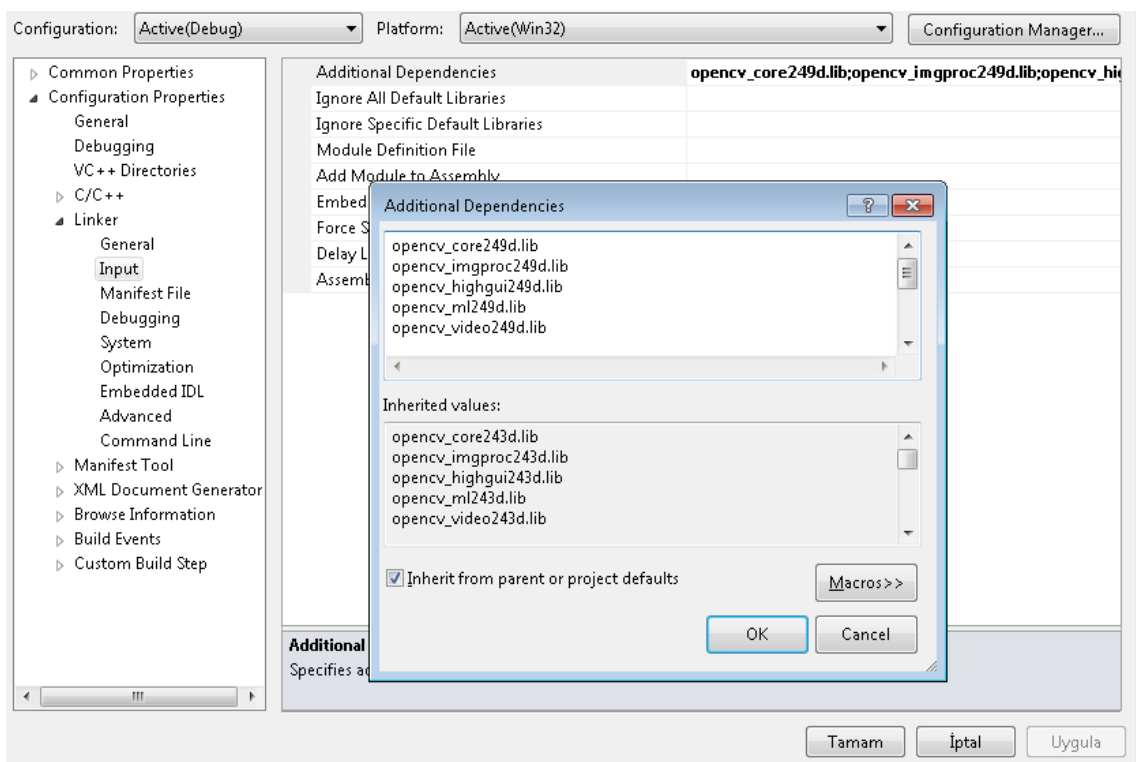 Configuration: Active(Debug) Platform: Active(Win32) Configuration Manager...
Common Properties
Configuration Properties
General
Debugging
VC++ Directories
C/C++
Linker
General
Input
Manifest File
Debugging
System
Optimization
Embedded IDL
Advanced
Command Line
Manifest Tool
XML Document Generator
Browse Information
Build Events
Custom Build Step
Additional Dependencies opencv_core249d.lib;opencv_imgproc249d.lib;opencv_hig
Ignore All Default Libraries
Ignore Specific Default Libraries
Module Definition File
Add Module to Assembly
Embed
Force S
Delay L
Assemb
Additional Dependencies
opencv_core249d.lib
opencv_imgproc249d.lib
opencv_highgui249d.lib
opencv_ml249d.lib
opencv_video249d.lib
Inherited values:
opencv_core243d.lib
opencv_imgproc243d.lib
opencv_highgui243d.lib
opencv_ml243d.lib
opencv_video243d.lib
Inherit from parent or project defaults
Macros>>
OK Cancel
Additional
Specifies ad
Tamam İptal Uygula